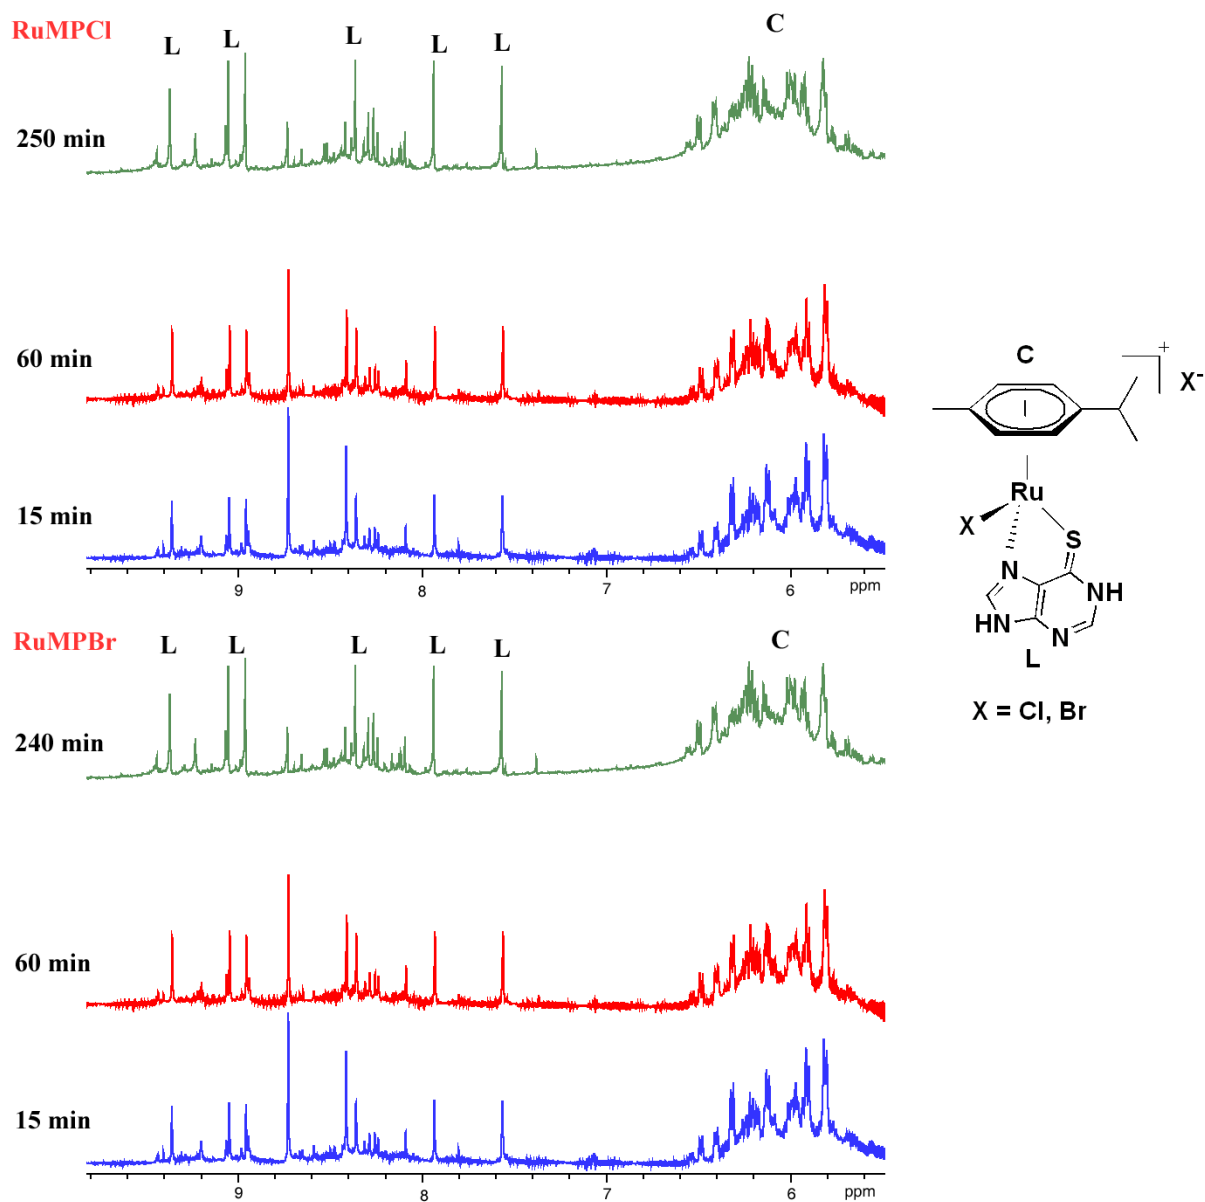 RuMPCl
L L L L L C
250 min
60 min
15 min
9 8 7 6 ppm
RuMPBr
L L L L L C
240 min
60 min
15 min
9 8 7 6 ppm
C
+
X-
Ru
X
S
N
NH
HN
N
L
X = Cl, Br